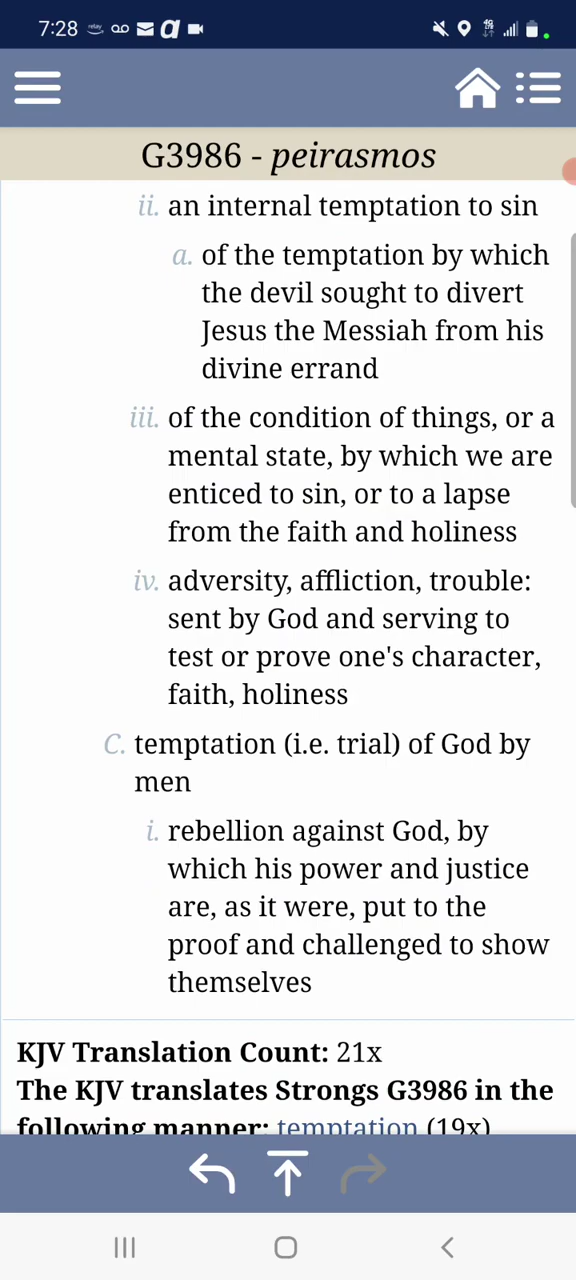 7:28
G3986 - peirasmos
ii. an internal temptation to sin
a. of the temptation by which
the devil sought to divert
Jesus the Messiah from his
divine errand
iii. of the condition of things, or a
mental state, by which we are
enticed to sin, or to a lapse
from the faith and holiness
iv. adversity, affliction, trouble:
sent by God and serving to
test or prove one's character,
faith, holiness
C. temptation (i.e. trial) of God by
men
i. rebellion against God, by
which his power and justice
are, as it were, put to the
proof and challenged to show
themselves
KJV Translation Count: 21x
The KJV translates Strongs G3986 in the
following manner: temptation (19x)